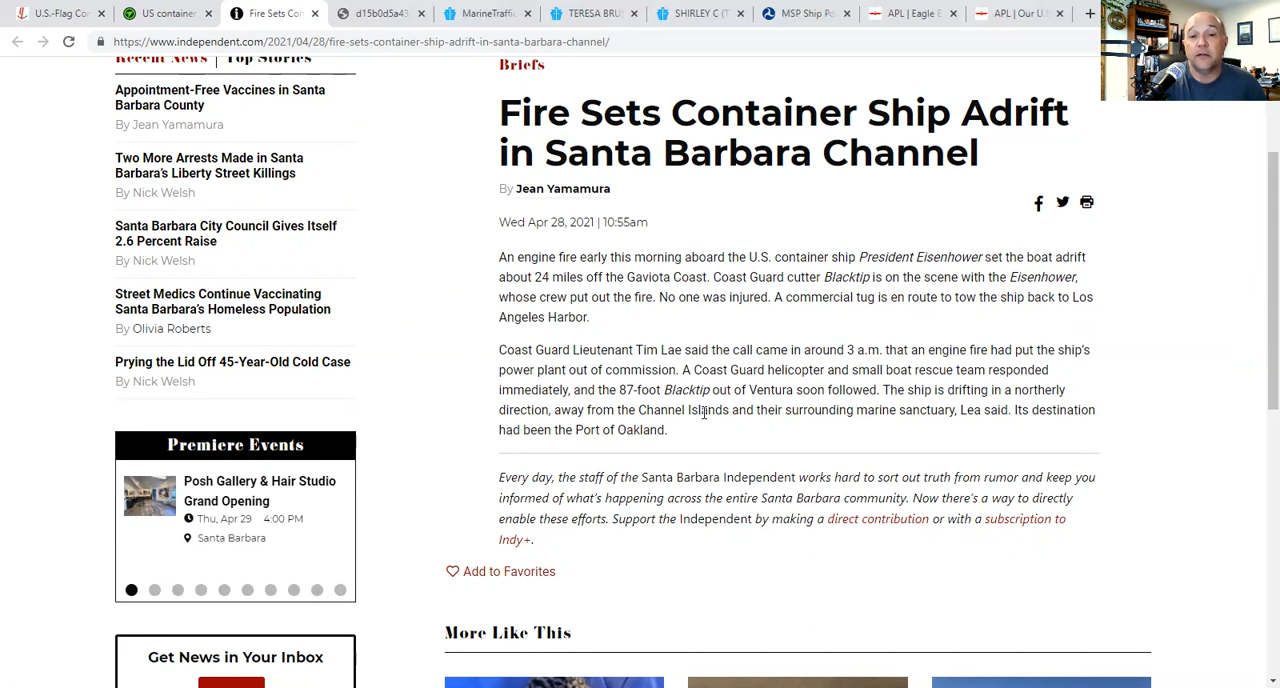 U.S.-Flag Co
US container
Fire Sets Con
d15b0d5a43
MarineTraffi
TERESA BRU
SHIRLEY C (T
MSP Ship Po
APL | Eagle E
APL | Our U.S
https://www.independent.com/2021/04/28/fire-sets-container-ship-adrift-in-santa-barbara-channel/
Recent News | Top Stories
Appointment-Free Vaccines in Santa
Barbara County
By Jean Yamamura
Two More Arrests Made in Santa
Barbara's Liberty Street Killings
By Nick Welsh
Santa Barbara City Council Gives Itself
2.6 Percent Raise
By Nick Welsh
Street Medics Continue Vaccinating
Santa Barbara's Homeless Population
By Olivia Roberts
Prying the Lid Off 45-Year-Old Cold Case
By Nick Welsh
Premiere Events
Posh Gallery & Hair Studio
Grand Opening
Thu, Apr 29 4:00 PM
Santa Barbara
Get News in Your Inbox
Briefs
Fire Sets Container Ship Adrift
in Santa Barbara Channel
By Jean Yamamura
Wed Apr 28, 2021 | 10:55am
An engine fire early this morning aboard the U.S. container ship President Eisenhower set the boat adrift
about 24 miles off the Gaviota Coast. Coast Guard cutter Blacktip is on the scene with the Eisenhower,
whose crew put out the fire. No one was injured. A commercial tug is en route to tow the ship back to Los
Angeles Harbor.
Coast Guard Lieutenant Tim Lae said the call came in around 3 a.m. that an engine fire had put the ship's
power plant out of commission. A Coast Guard helicopter and small boat rescue team responded
immediately, and the 87-foot Blacktip out of Ventura soon followed. The ship is drifting in a northerly
direction, away from the Channel Islands and their surrounding marine sanctuary, Lea said. Its destination
had been the Port of Oakland.
Every day, the staff of the Santa Barbara Independent works hard to sort out truth from rumor and keep you
informed of what's happening across the entire Santa Barbara community. Now there's a way to directly
enable these efforts. Support the Independent by making a direct contribution or with a subscription to
Indy+.
Add to Favorites
More Like This